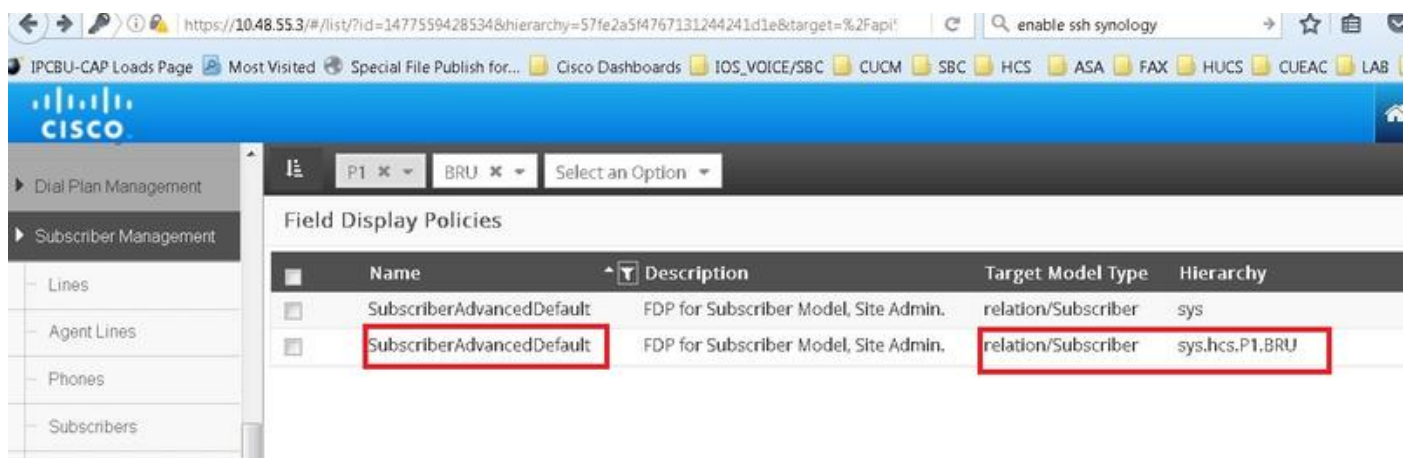 https://10.48.55.3/#/list/?id=1477559428534&hierarchy=57fe2a5f4767131244241d1e&target=%2Fapi
enable ssh synology
IPCBU-CAP Loads Page Most Visited Special File Publish for... Cisco Dashboards IOS_VOICE/SBC CUCM SBC HCS ASA FAX HUCS CUEAC LAB
CISCO
P1 BRU Select an Option
Dial Plan Management
Subscriber Management
Lines
Agent Lines
Phones
Subscribers
Field Display Policies
Name Description Target Model Type Hierarchy
SubscriberAdvancedDefault FDP for Subscriber Model, Site Admin. relation/Subscriber sys
SubscriberAdvancedDefault FDP for Subscriber Model, Site Admin. relation/Subscriber sys.hcs.P1.BRU